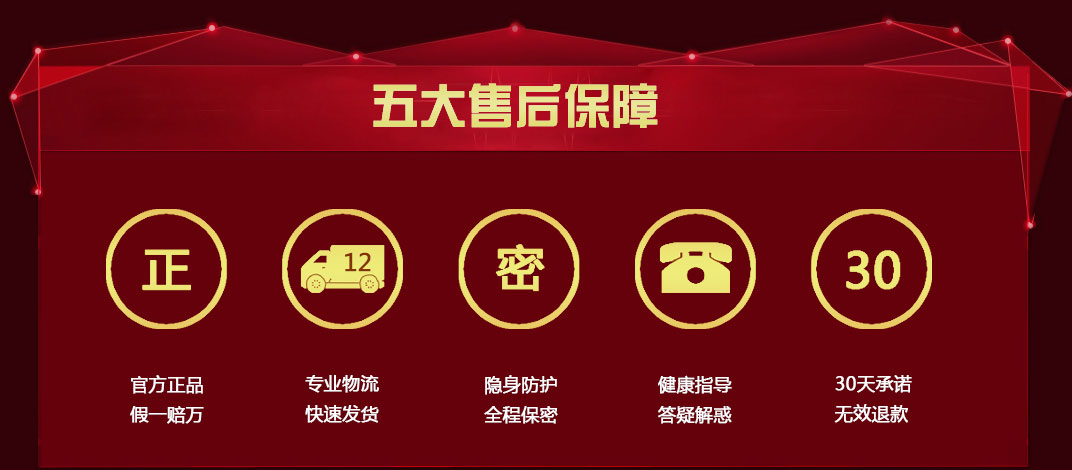 五大售后保障
正
12
密
30
官方正品
假一赔万
专业物流
快速发货
隐身防护
全程保密
健康指导
答疑解惑
30天承诺
无效退款